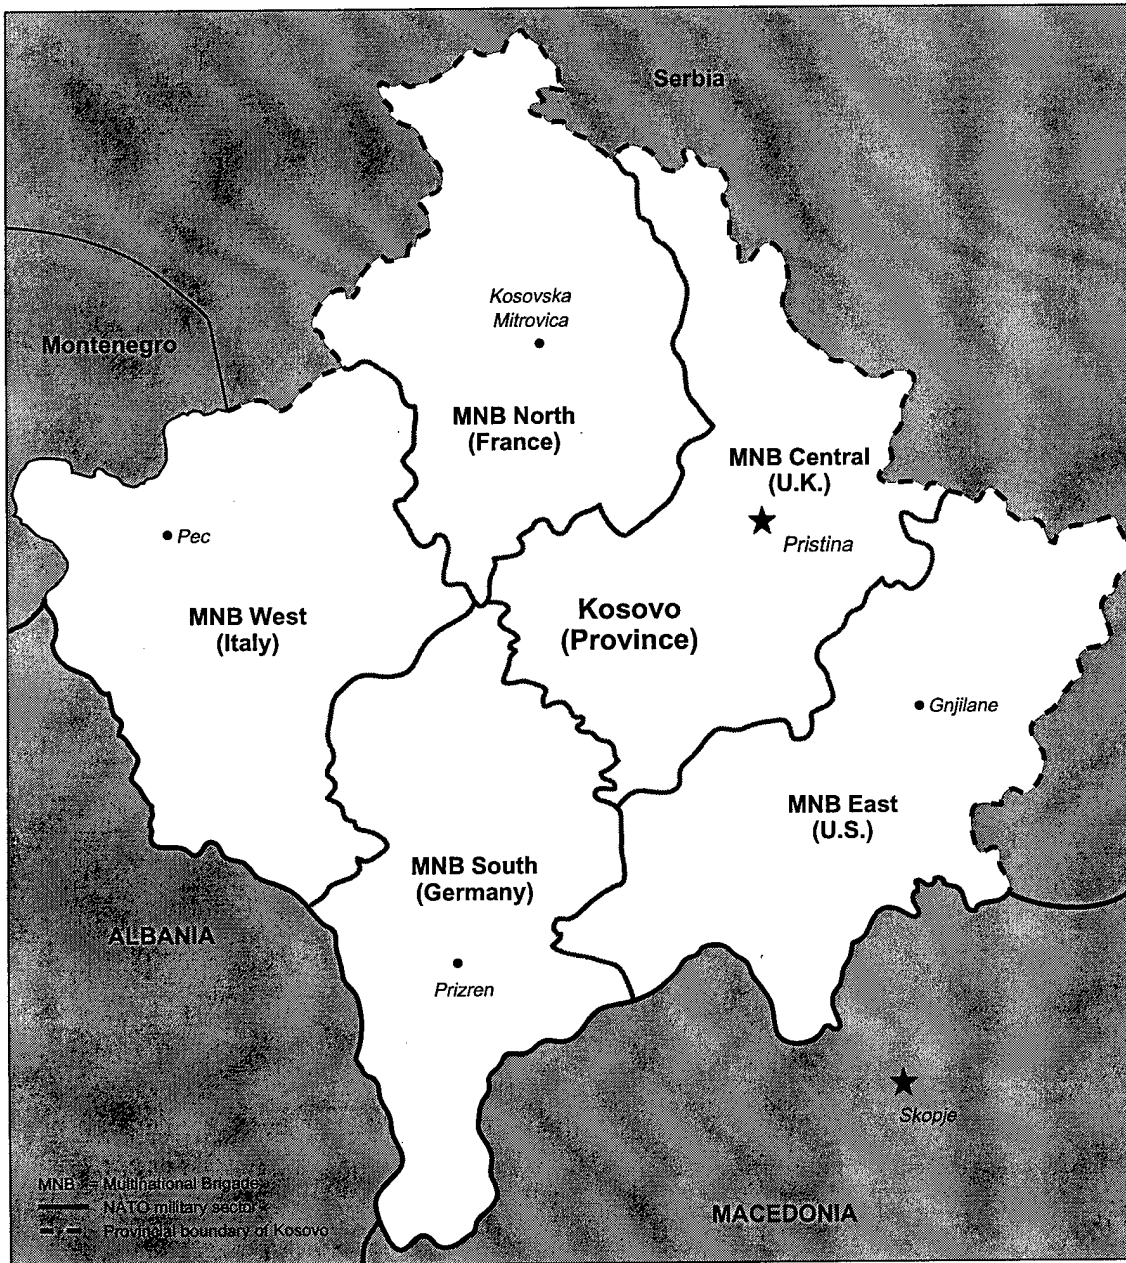 Serbia
Kosovska
Mitrovica
Montenegro
MNB North
(France)
MNB Central
(U.K.)
Pec
Pristina
MNB West
(Italy)
Kosovo
(Province)
Gnjilane
MNB East
(U.S.)
MNB South
(Germany)
ALBANIA
Prizren
Skopje
MNB = Multinational Brigade
NATO military sector
Provincial boundary of Kosovo
MACEDONIA